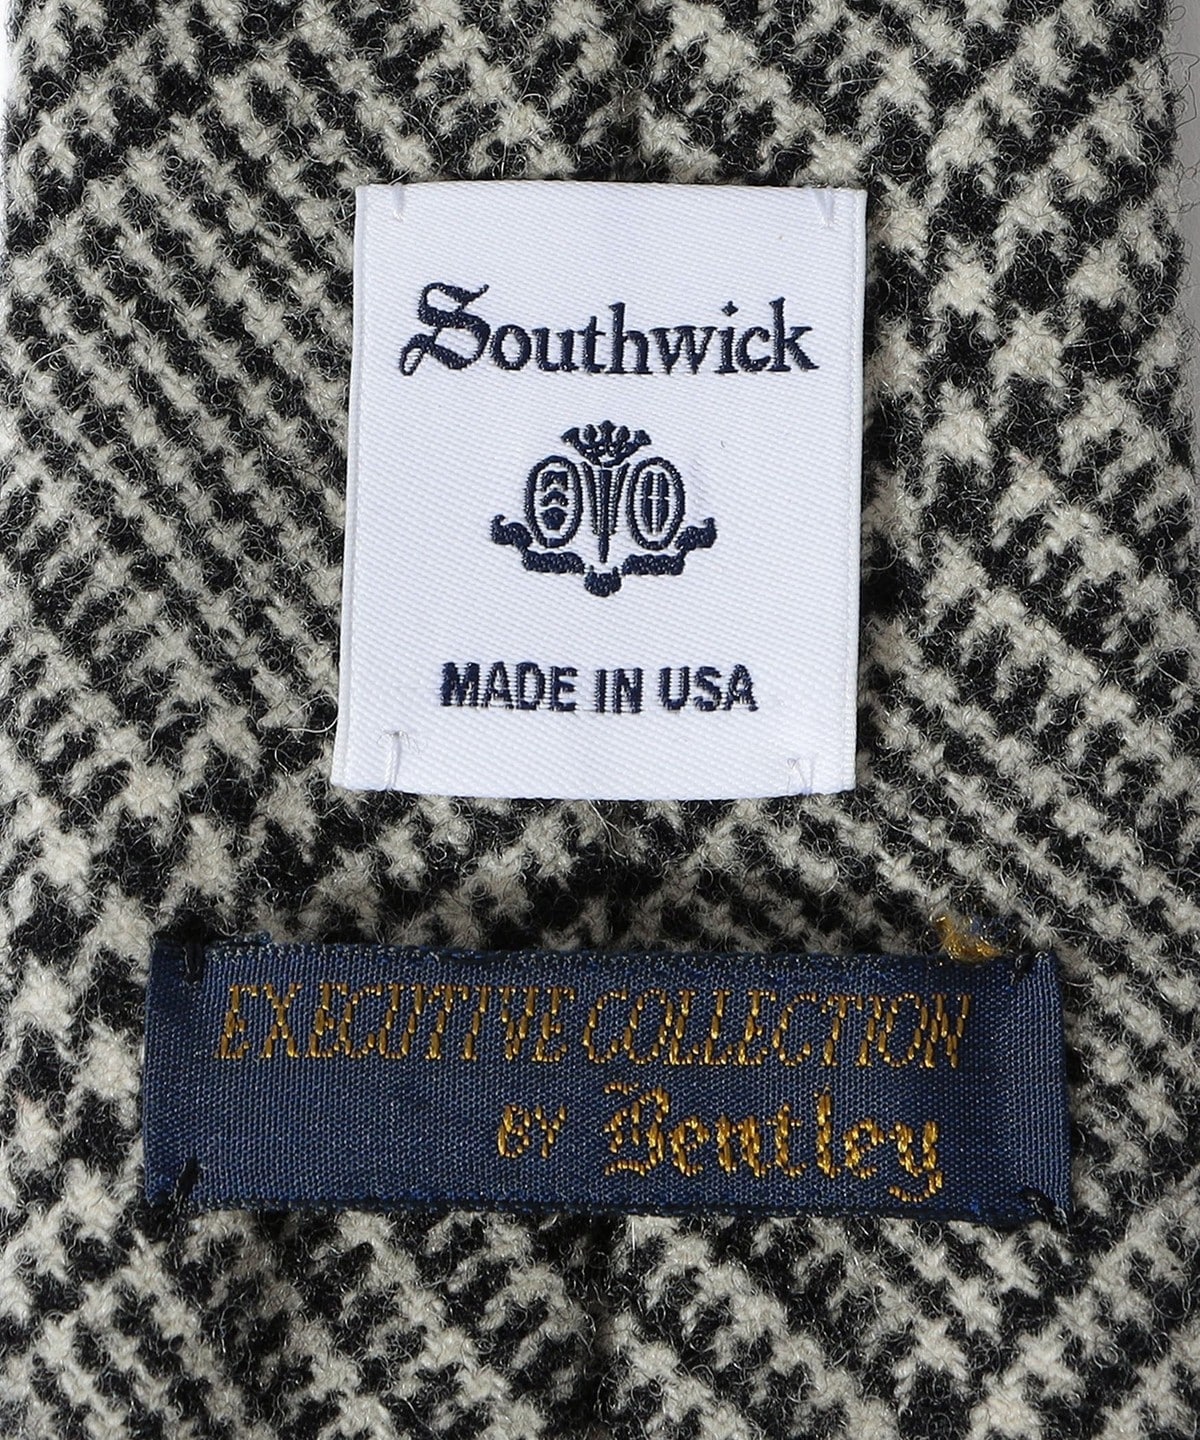 Southwick
MADE IN USA
EXECUTIVE COLLECTION
BY Bentley